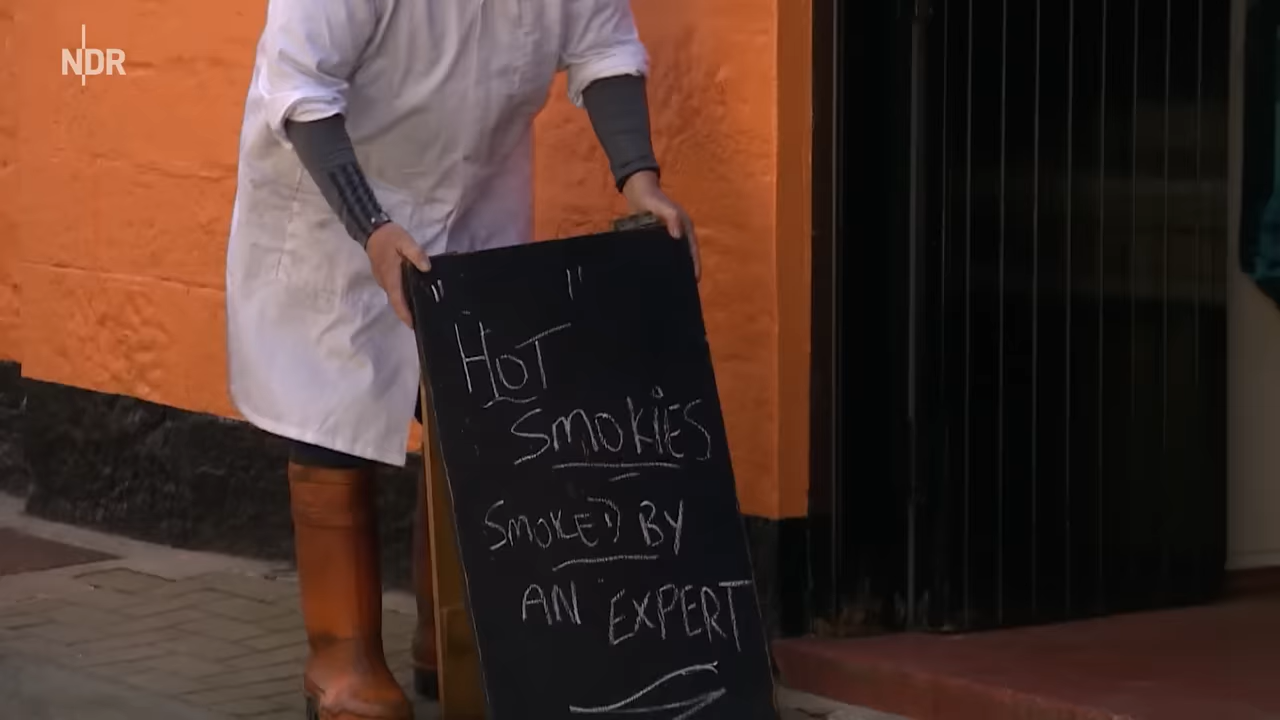 NDR
" "
HOT
SMOKIES
SMOKED BY
AN EXPERT